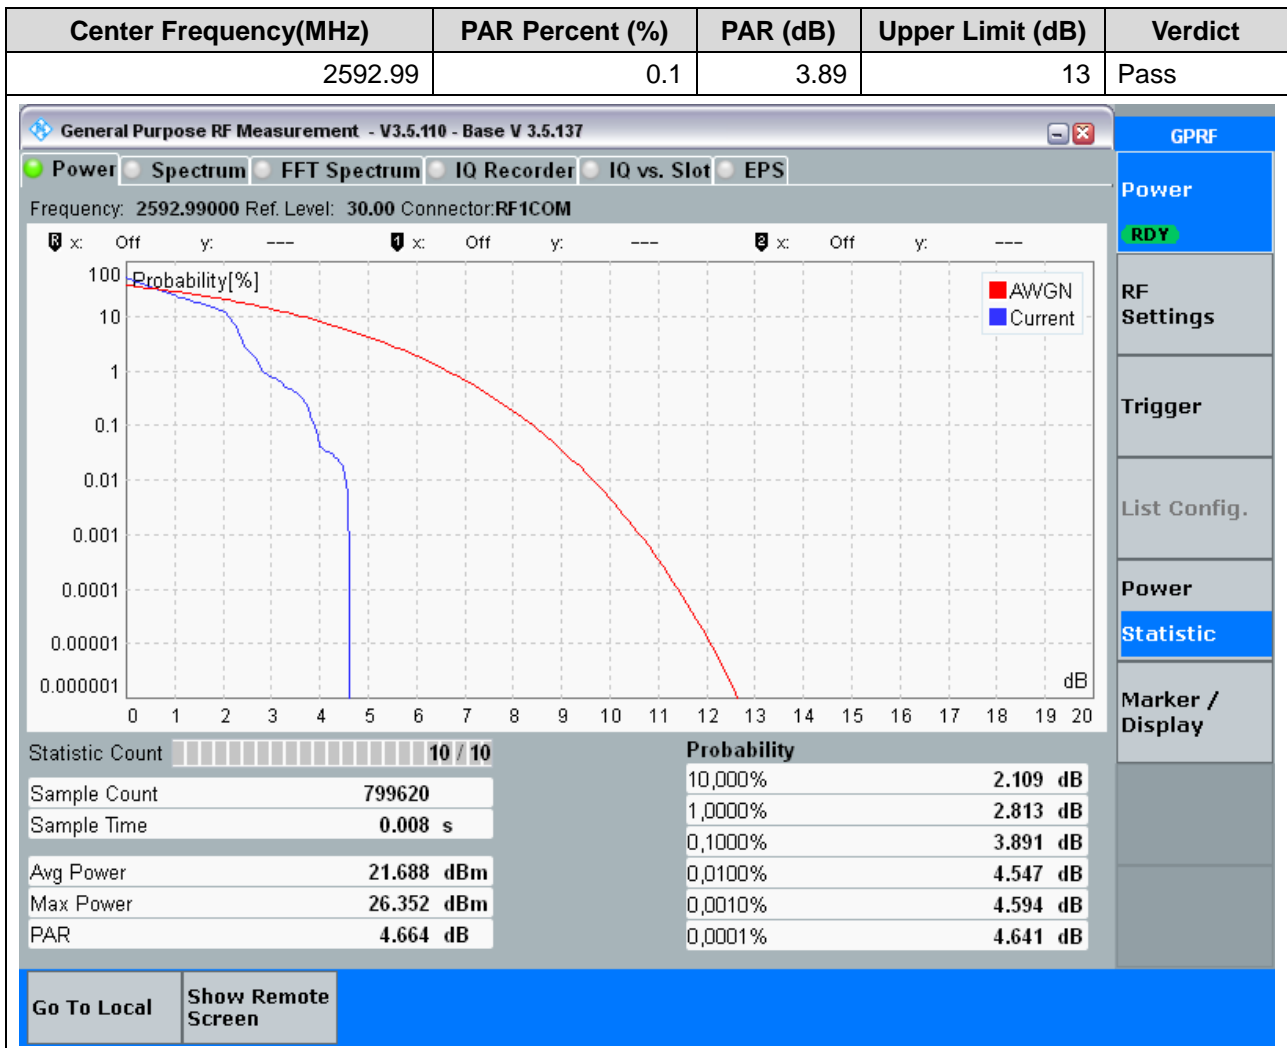 Center Frequency(MHz) PAR Percent (%) PAR (dB) Upper Limit (dB) Verdict
2592.99 0.1 3.89 13 Pass
General Purpose RF Measurement - V3.5.110 - Base V 3.5.137
GPRF
Power Spectrum FFT Spectrum IQ Recorder IQ vs. Slot EPS
Power
RDY
Frequency: 2592.99000 Ref. Level: 30.00 Connector:RF1COM
R x: Off y: --- 1 x: Off y: --- 2 x: Off y: ---
Probability[%]
AWGN
Current
100
10
1
0.1
0.01
0.001
0.0001
0.00001
0.000001
dB
0 1 2 3 4 5 6 7 8 9 10 11 12 13 14 15 16 17 18 19 20
RF
Settings
Trigger
List Config.
Power
Statistic
Marker /
Display
Statistic Count 10 / 10
Sample Count 799620
Sample Time 0.008 s
Avg Power 21.688 dBm
Max Power 26.352 dBm
PAR 4.664 dB
Probability
10,000% 2.109 dB
1,0000% 2.813 dB
0,1000% 3.891 dB
0,0100% 4.547 dB
0,0010% 4.594 dB
0,0001% 4.641 dB
Go To Local
Show Remote
Screen